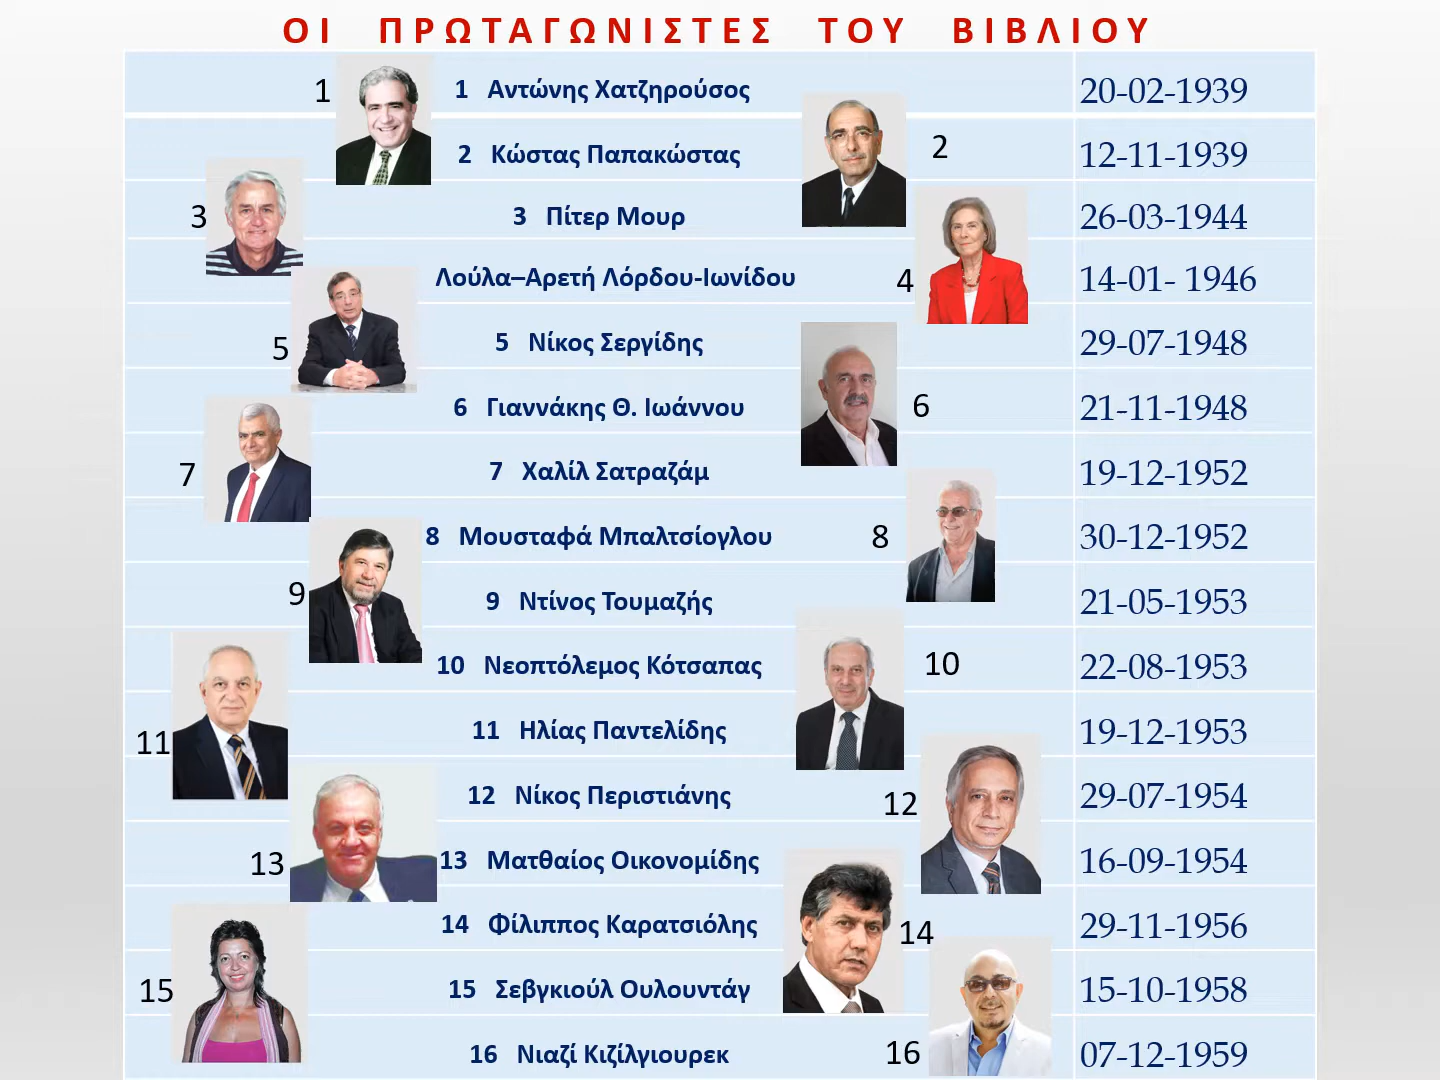 ΟΙ ΠΡΩΤΑΓΩΝΙΣΤΕΣ ΤΟΥ ΒΙΒΛΙΟΥ
1 1 Αντώνης Χατζηρούσος 20-02-1939
2 Κώστας Παπακώστας 2 12-11-1939
3 3 Πίτερ Μουρ 26-03-1944
Λούλα–Αρετή Λόρδου-Ιωνίδου 4 14-01- 1946
5 5 Νίκος Σεργίδης 29-07-1948
6 Γιαννάκης Θ. Ιωάννου 6 21-11-1948
7 7 Χαλίλ Σατραζάμ 19-12-1952
8 Μουσταφά Μπαλτσίογλου 8 30-12-1952
9 9 Ντίνος Τουμαζής 21-05-1953
10 Νεοπτόλεμος Κότσαπας 10 22-08-1953
11 11 Ηλίας Παντελίδης 19-12-1953
12 Νίκος Περιστιάνης 12 29-07-1954
13 13 Ματθαίος Οικονομίδης 16-09-1954
14 Φίλιππος Καρατσιόλης 14 29-11-1956
15 15 Σεβγκιούλ Ουλουντάγ 15-10-1958
16 Νιαζί Κιζίλγιουρεκ 16 07-12-1959